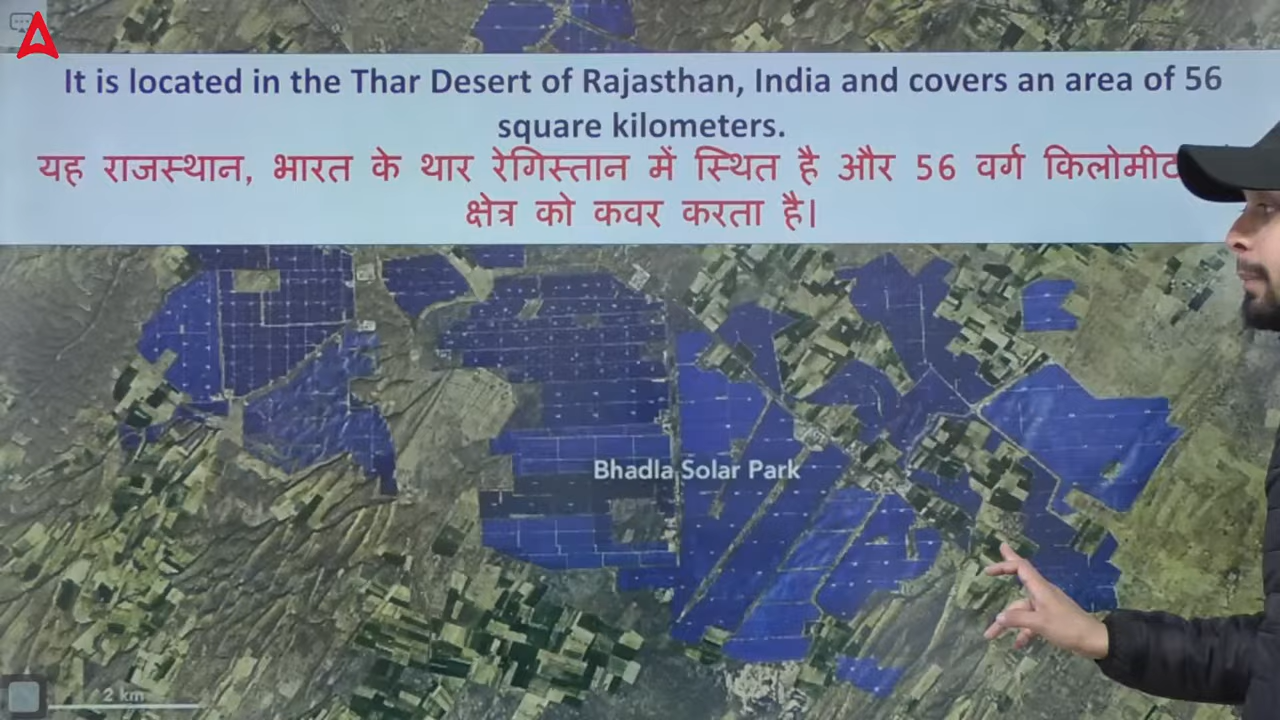 It is located in the Thar Desert of Rajasthan, India and covers an area of 56
square kilometers.
यह राजस्थान, भारत के थार रेगिस्तान में स्थित है और 56 वर्ग
क्षेत्र को कवर करता है।
Bhadla Solar Park
2 km